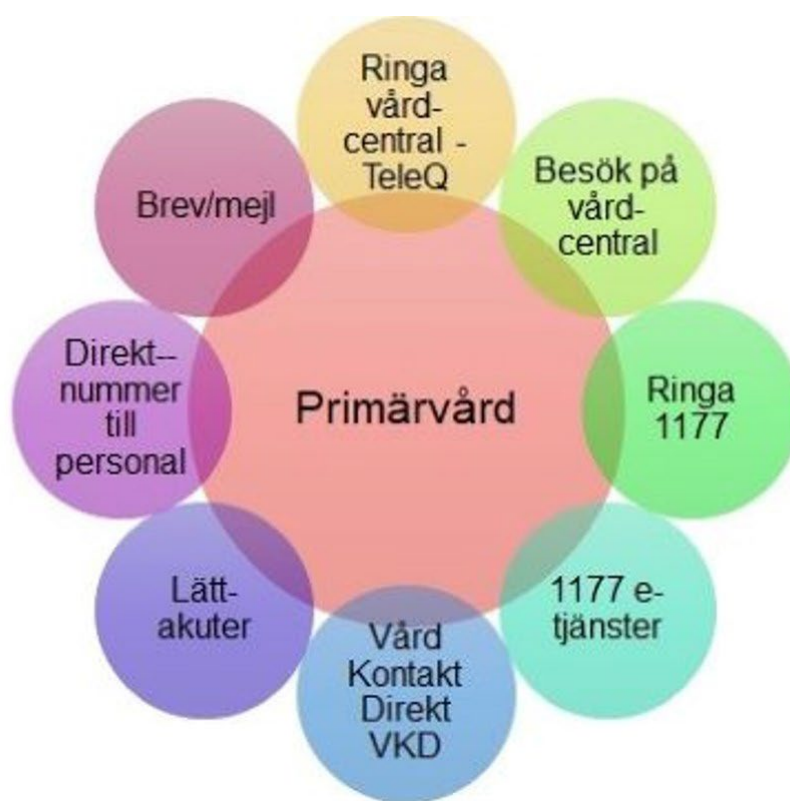 Ringa
vård-
central -
TeleQ
Besök på
vård-
central
Ringa
1177
1177 e-
tjänster
Vård
Kontakt
Direkt
VKD
Lätt-
akuter
Direkt--
nummer
till
personal
Brev/mejl
Primärvård